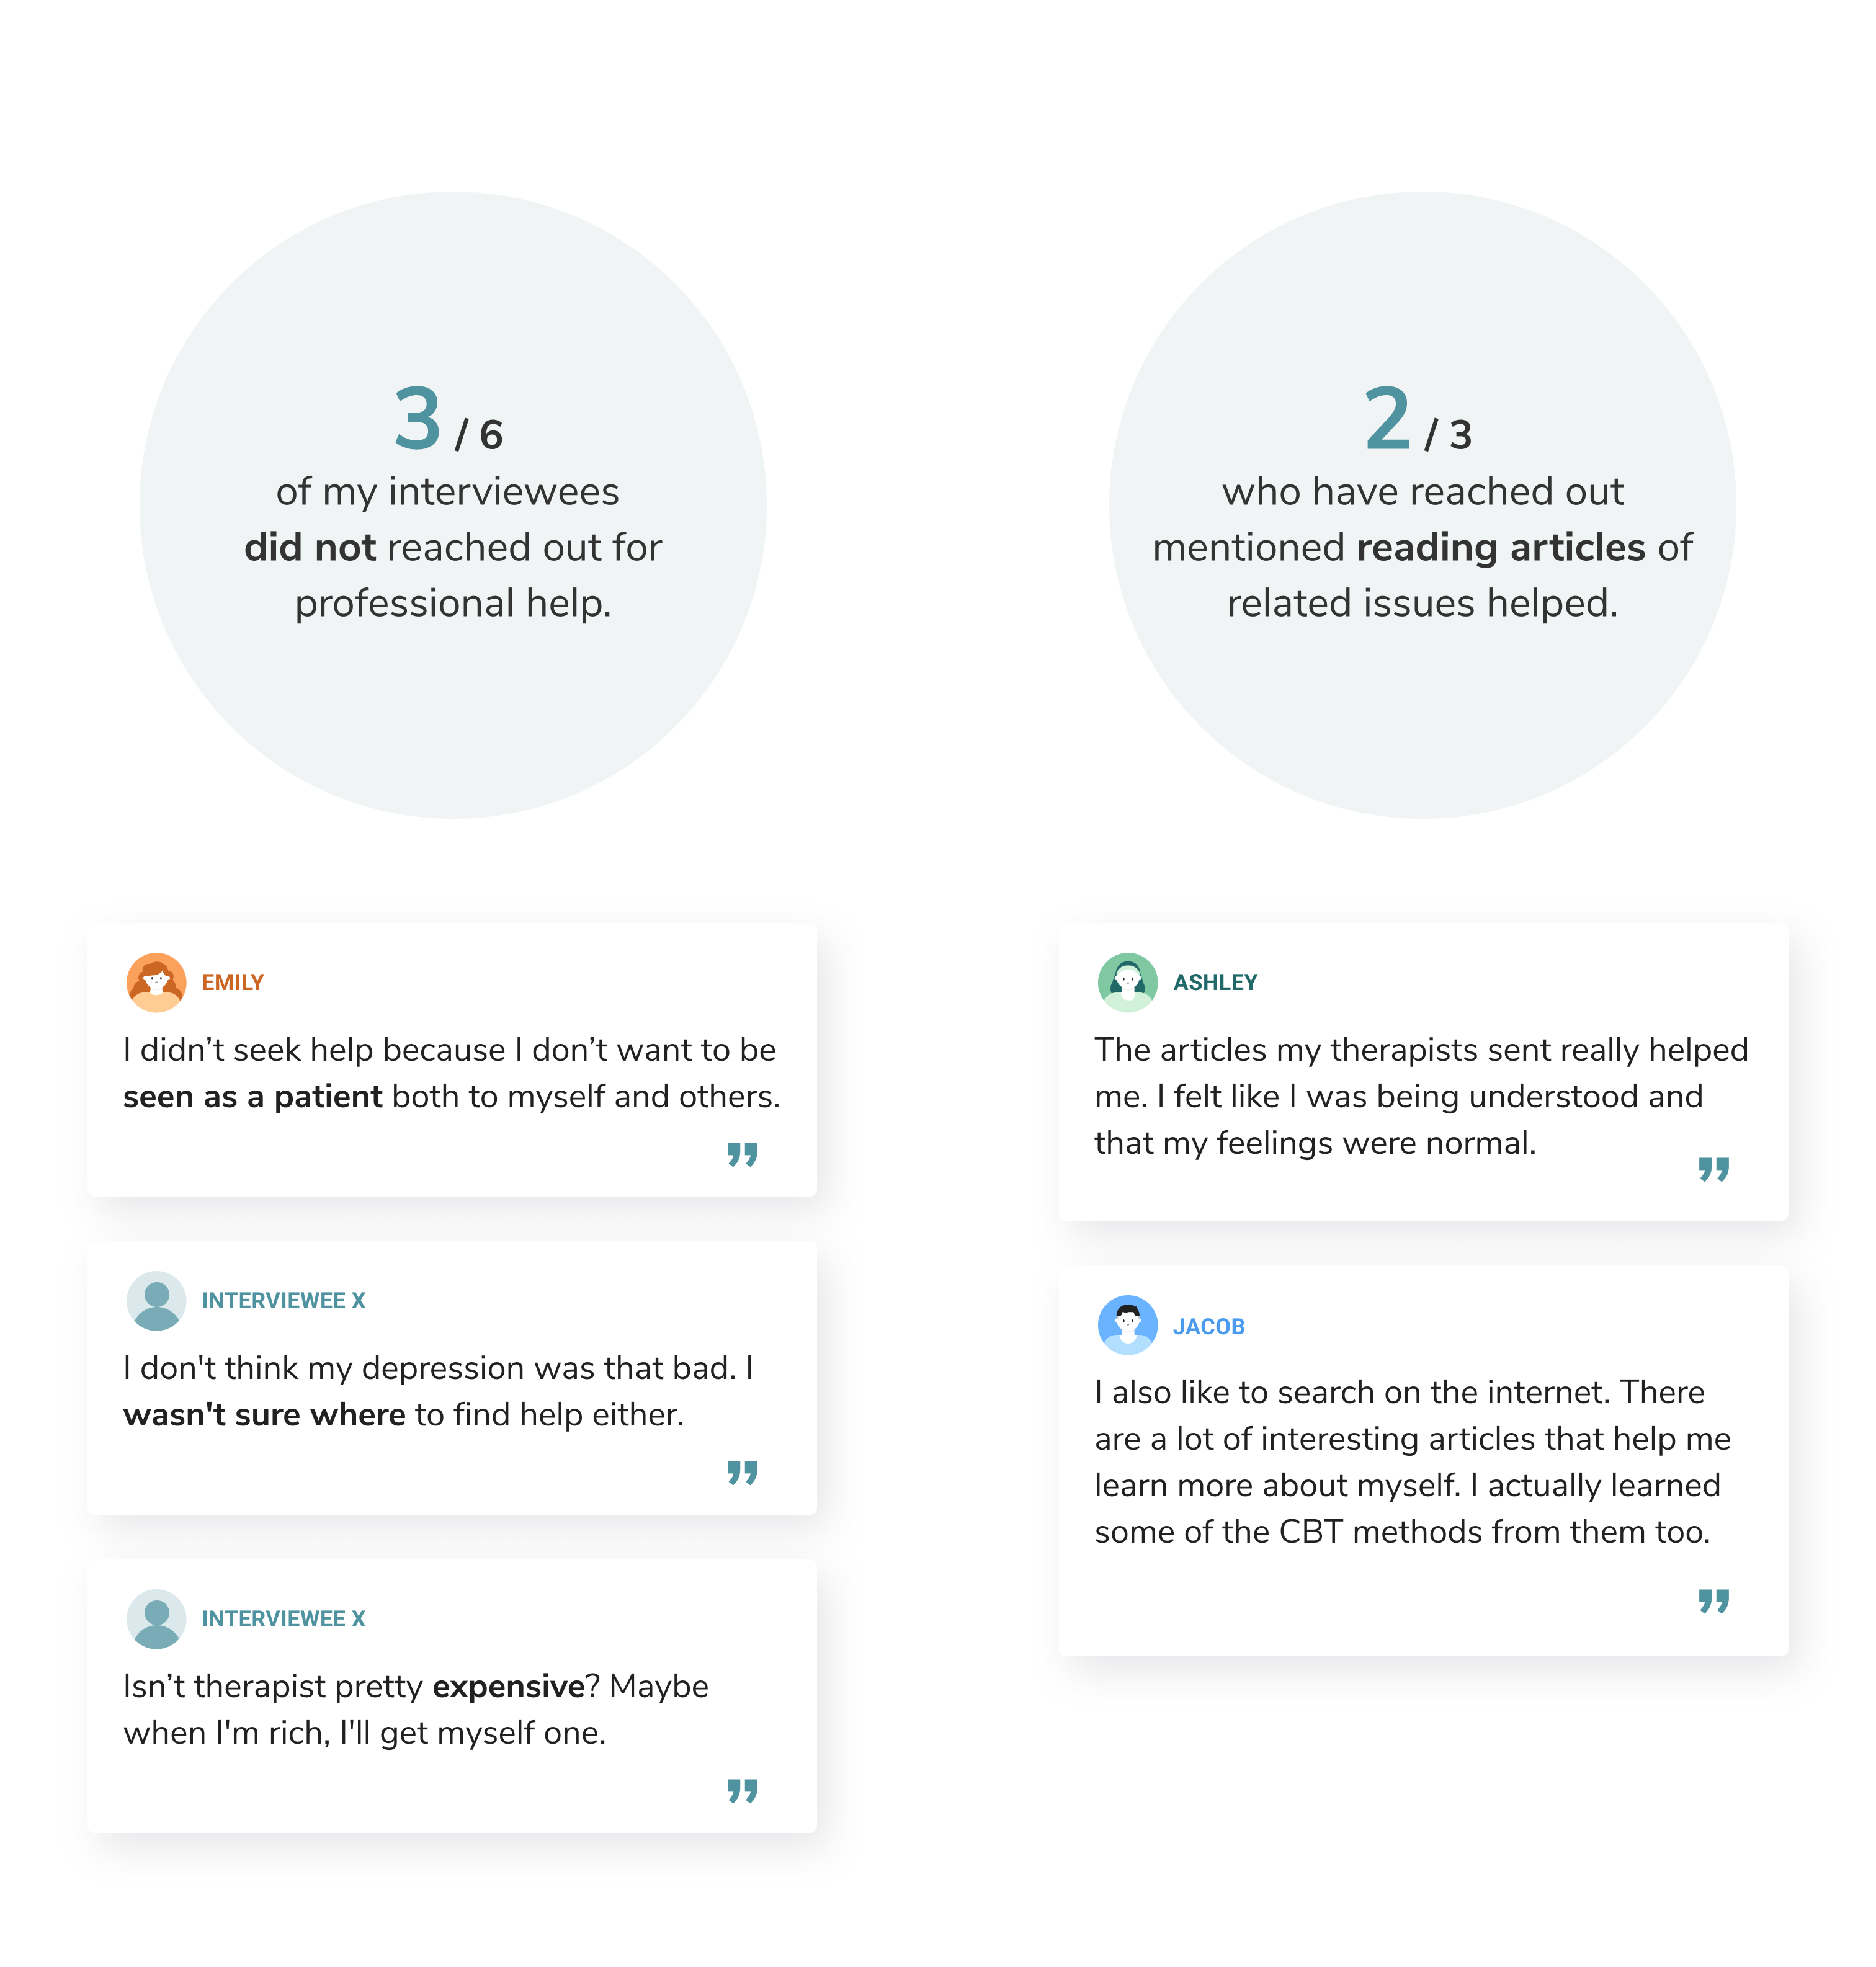 3 / 6
of my interviewees
did not reached out for
professional help.
EMILY
I didn’t seek help because I don’t want to be
seen as a patient both to myself and others.
”
INTERVIEWEE X
I don't think my depression was that bad. I
wasn't sure where to find help either.
”
INTERVIEWEE X
Isn’t therapist pretty expensive? Maybe
when I'm rich, I'll get myself one.
”
2 / 3
who have reached out
mentioned reading articles of
related issues helped.
ASHLEY
The articles my therapists sent really helped
me. I felt like I was being understood and
that my feelings were normal.
”
JACOB
I also like to search on the internet. There
are a lot of interesting articles that help me
learn more about myself. I actually learned
some of the CBT methods from them too.
”